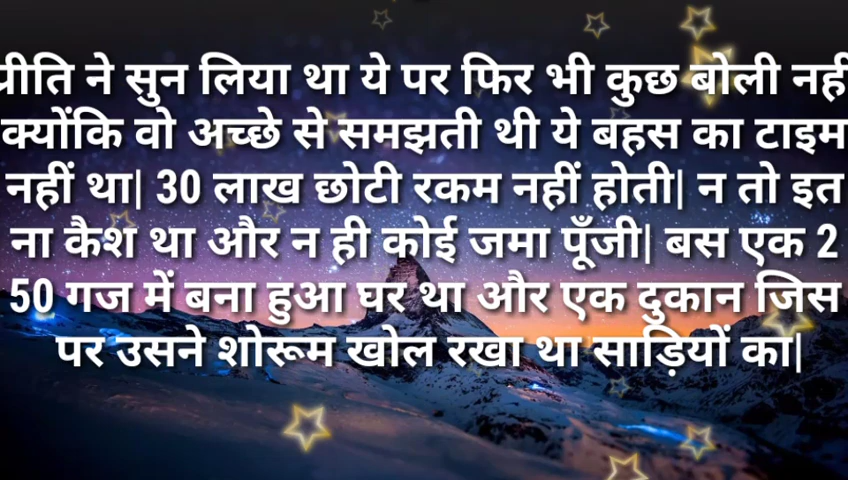 प्रीति ने सुन लिया था ये पर फिर भी कुछ बोली नही
क्योंकि वो अच्छे से समझती थी ये बहस का टाइम
नहीं था| 30 लाख छोटी रकम नहीं होती| न तो इत
ना कैश था और न ही कोई जमा पूँजी| बस एक 2
50 गज में बना हुआ घर था और एक दुकान जिस
पर उसने शोरूम खोल रखा था साड़ियों का|